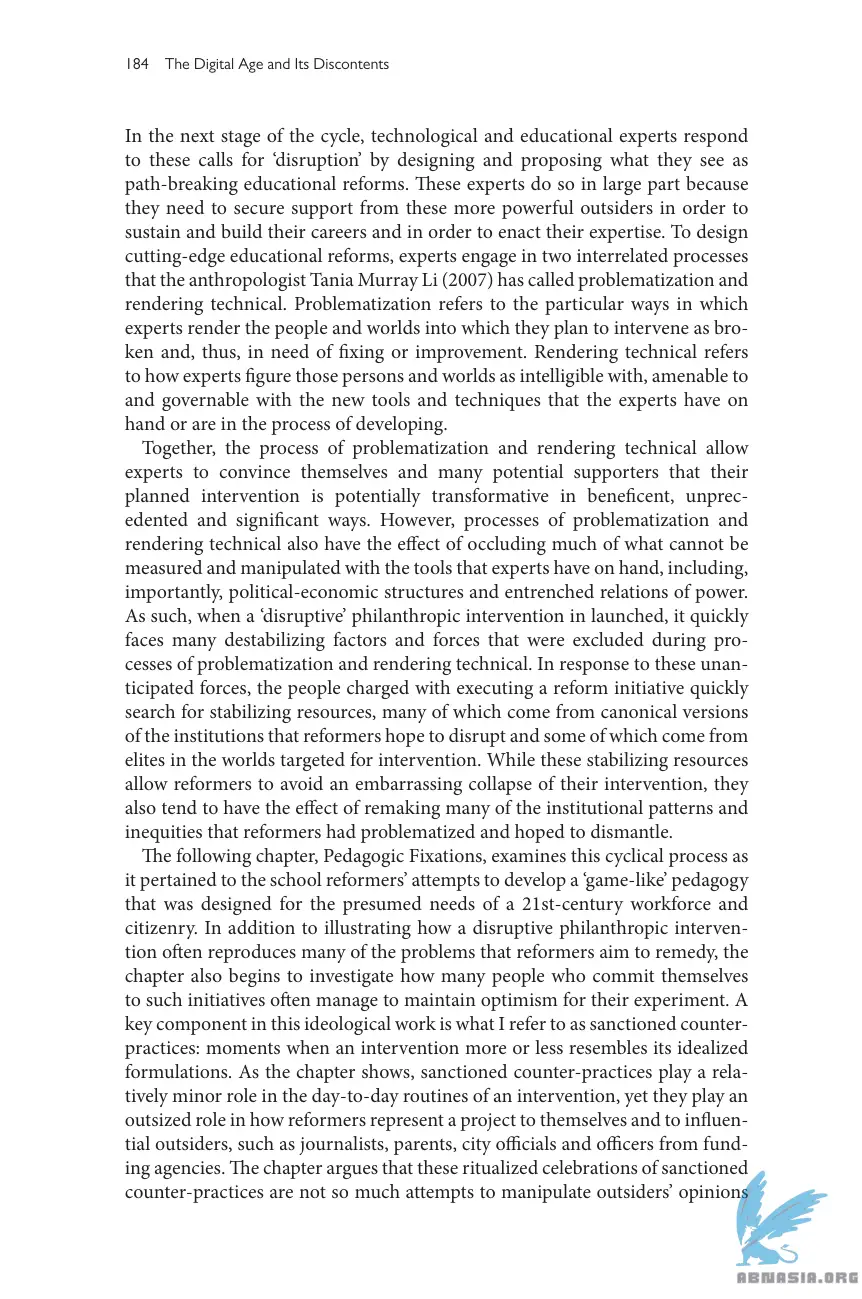 184 The Digital Age and Its Discontents
In the next stage of the cycle, technological and educational experts respond
to these calls for ‘disruption’ by designing and proposing what they see as
path-breaking educational reforms. These experts do so in large part because
they need to secure support from these more powerful outsiders in order to
sustain and build their careers and in order to enact their expertise. To design
cutting-edge educational reforms, experts engage in two interrelated processes
that the anthropologist Tania Murray Li (2007) has called problematization and
rendering technical. Problematization refers to the particular ways in which
experts render the people and worlds into which they plan to intervene as bro-
ken and, thus, in need of fixing or improvement. Rendering technical refers
to how experts figure those persons and worlds as intelligible with, amenable to
and governable with the new tools and techniques that the experts have on
hand or are in the process of developing.
Together, the process of problematization and rendering technical allow
experts to convince themselves and many potential supporters that their
planned intervention is potentially transformative in beneficent, unprec-
edented and significant ways. However, processes of problematization and
rendering technical also have the effect of occluding much of what cannot be
measured and manipulated with the tools that experts have on hand, including,
importantly, political-economic structures and entrenched relations of power.
As such, when a ‘disruptive’ philanthropic intervention in launched, it quickly
faces many destabilizing factors and forces that were excluded during pro-
cesses of problematization and rendering technical. In response to these unan-
ticipated forces, the people charged with executing a reform initiative quickly
search for stabilizing resources, many of which come from canonical versions
of the institutions that reformers hope to disrupt and some of which come from
elites in the worlds targeted for intervention. While these stabilizing resources
allow reformers to avoid an embarrassing collapse of their intervention, they
also tend to have the effect of remaking many of the institutional patterns and
inequities that reformers had problematized and hoped to dismantle.
The following chapter, Pedagogic Fixations, examines this cyclical process as
it pertained to the school reformers’ attempts to develop a ‘game-like’ pedagogy
that was designed for the presumed needs of a 21st-century workforce and
citizenry. In addition to illustrating how a disruptive philanthropic interven-
tion often reproduces many of the problems that reformers aim to remedy, the
chapter also begins to investigate how many people who commit themselves
to such initiatives often manage to maintain optimism for their experiment. A
key component in this ideological work is what I refer to as sanctioned counter-
practices: moments when an intervention more or less resembles its idealized
formulations. As the chapter shows, sanctioned counter-practices play a rela-
tively minor role in the day-to-day routines of an intervention, yet they play an
outsized role in how reformers represent a project to themselves and to influen-
tial outsiders, such as journalists, parents, city officials and officers from fund-
ing agencies. The chapter argues that these ritualized celebrations of sanctioned
counter-practices are not so much attempts to manipulate outsiders’ opinions
ABNASIA.ORG